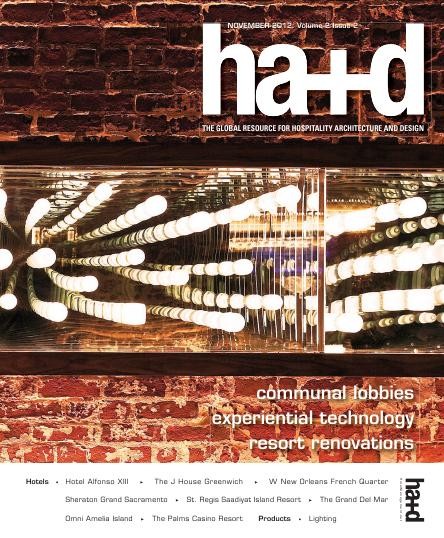 NOVEMBER 2012, Volume 2 Issue 2
ha+d
THE GLOBAL RESOURCE FOR HOSPITALITY ARCHITECTURE AND DESIGN
communal lobbies
experiential technology
resort renovations
Hotels • Hotel Alfonso XIII ▸ The J House Greenwich ▸ W New Orleans French Quarter
Sheraton Grand Sacramento ▸ St. Regis Saadiyat Island Resort ▸ The Grand Del Mar
Omni Amelia Island ▸ The Palms Casino Resort Products • Lighting
ha+d